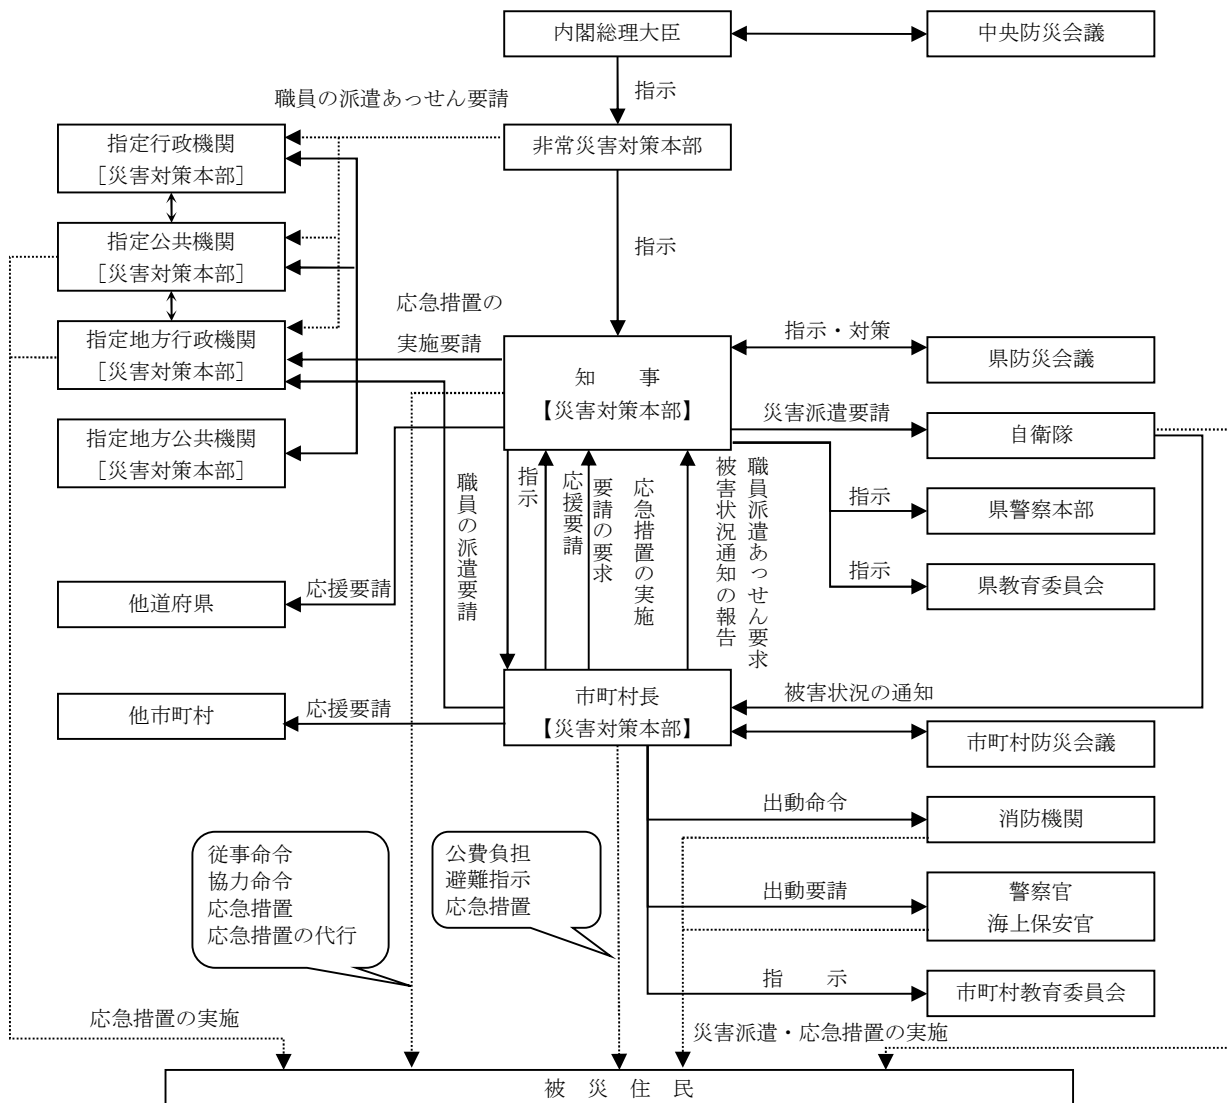 内閣総理大臣
中央防災会議
指示
職員の派遣あっせん要請
指定行政機関
［災害対策本部］
非常災害対策本部
指定公共機関
［災害対策本部］
指示
応急措置の
実施要請
指定地方行政機関
［災害対策本部］
知　　事
【災害対策本部】
指示・対策
県防災会議
災害派遣要請
自衛隊
指定地方公共機関
［災害対策本部］
職員の派遣要請
指示
応援要請
要請の要求
応急措置の実施
被害状況通知の報告
職員派遣あっせん要求
指示
県警察本部
指示
県教育委員会
他道府県
応援要請
市町村長
【災害対策本部】
被害状況の通知
他市町村
応援要請
市町村防災会議
出動命令
消防機関
従事命令
協力命令
応急措置
応急措置の代行
公費負担
避難指示
応急措置
出動要請
警察官
海上保安官
指　　示
市町村教育委員会
応急措置の実施
災害派遣・応急措置の実施
被　災　住　民